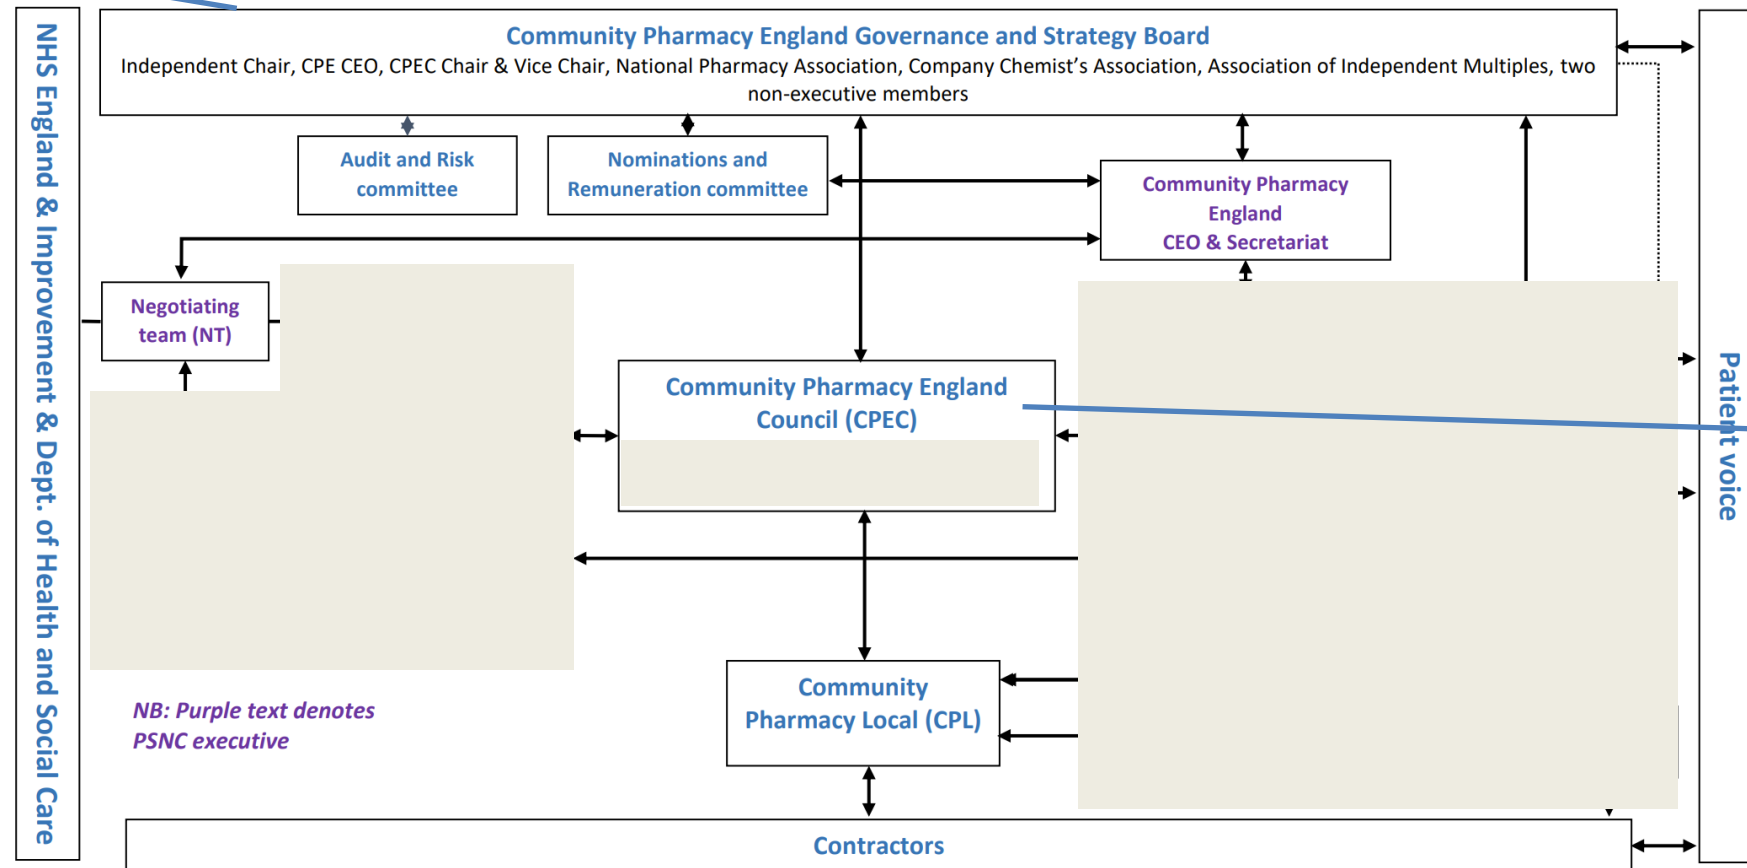 NHS England & Improvement & Dept. of Health and Social Care
Community Pharmacy England Governance and Strategy Board
Independent Chair, CPE CEO, CPEC Chair & Vice Chair, National Pharmacy Association, Company Chemist's Association, Association of Independent Multiples, two
non-executive members
Audit and Risk
committee
Nominations and
Remuneration committee
Community Pharmacy
England
CEO & Secretariat
Negotiating
team (NT)
Community Pharmacy England
Council (CPEC)
Patient voice
Community
Pharmacy Local (CPL)
NB: Purple text denotes
PSNC executive
Contractors